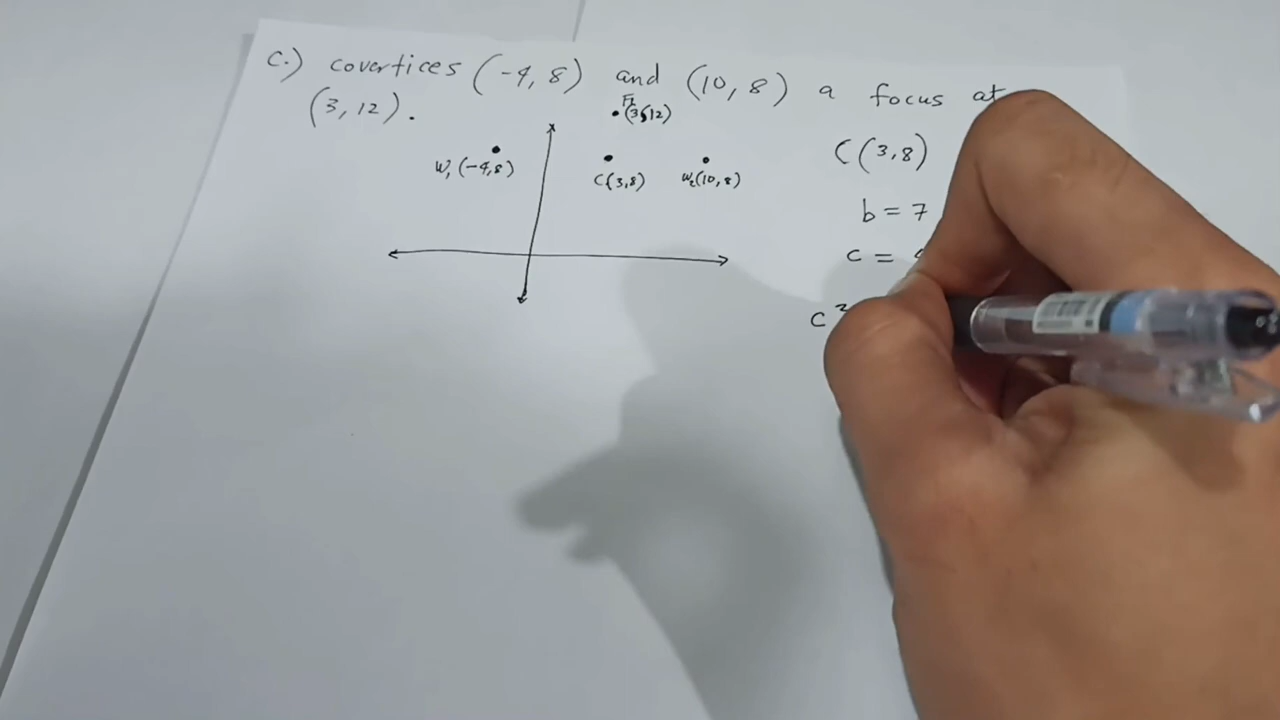 c.) covertices (-4, 8) and (10, 8) a focus at
(3, 12).
F₁
(3,12)
W₁ (-4,8)
C(3,8)
W₂(10, 8)
C (3,8)
b = 7
c =
c²